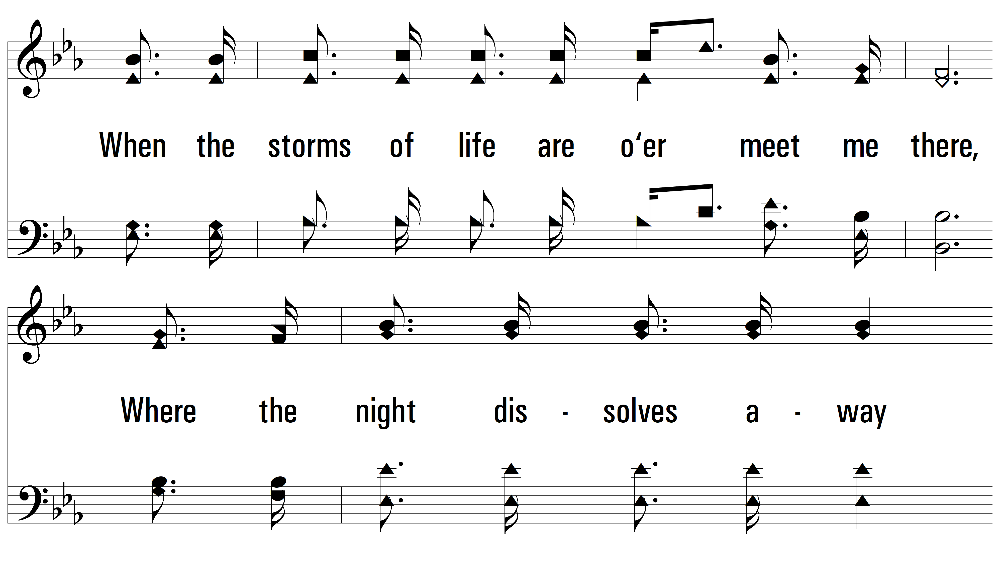 When the storms of life are o‘er meet me there,
Where the night dis - solves a - way